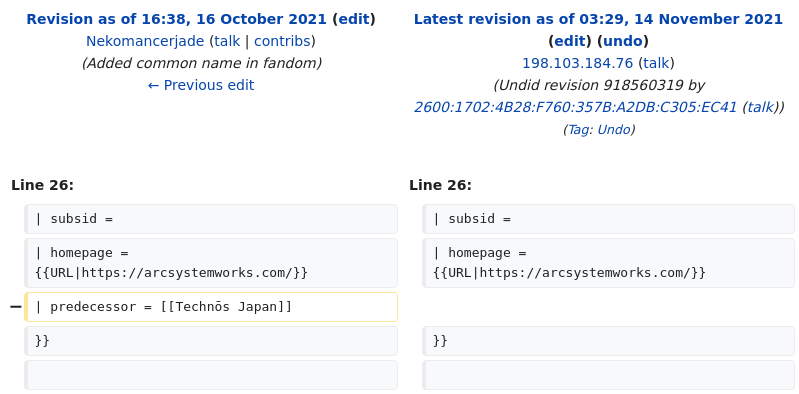 Revision as of 16:38, 16 October 2021 (edit)
Nekomancerjade (talk | contribs)
(Added common name in fandom)
← Previous edit
Latest revision as of 03:29, 14 November 2021
(edit) (undo)
198.103.184.76 (talk)
(Undid revision 918560319 by
2600:1702:4B28:F760:357B:A2DB:C305:EC41 (talk))
(Tag: Undo)
Line 26:
Line 26:
| subsid =
| subsid =
| homepage =
{{URL|https://arcsystemworks.com/}}
| homepage =
{{URL|https://arcsystemworks.com/}}
− | predecessor = [[Technōs Japan]]
}}
}}